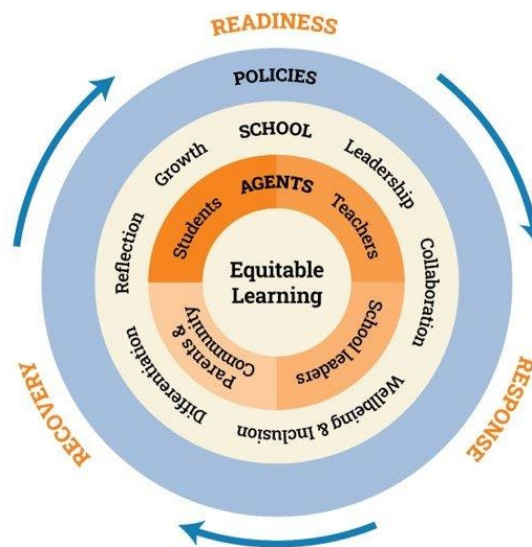 READINESS
POLICIES
SCHOOL
Growth
Leadership
AGENTS
Students
Teachers
Reflection
Collaboration
Equitable
Learning
Parents &
Community
School leaders
Differentiation
Wellbeing & Inclusion
RECOVERY
RESPONSE